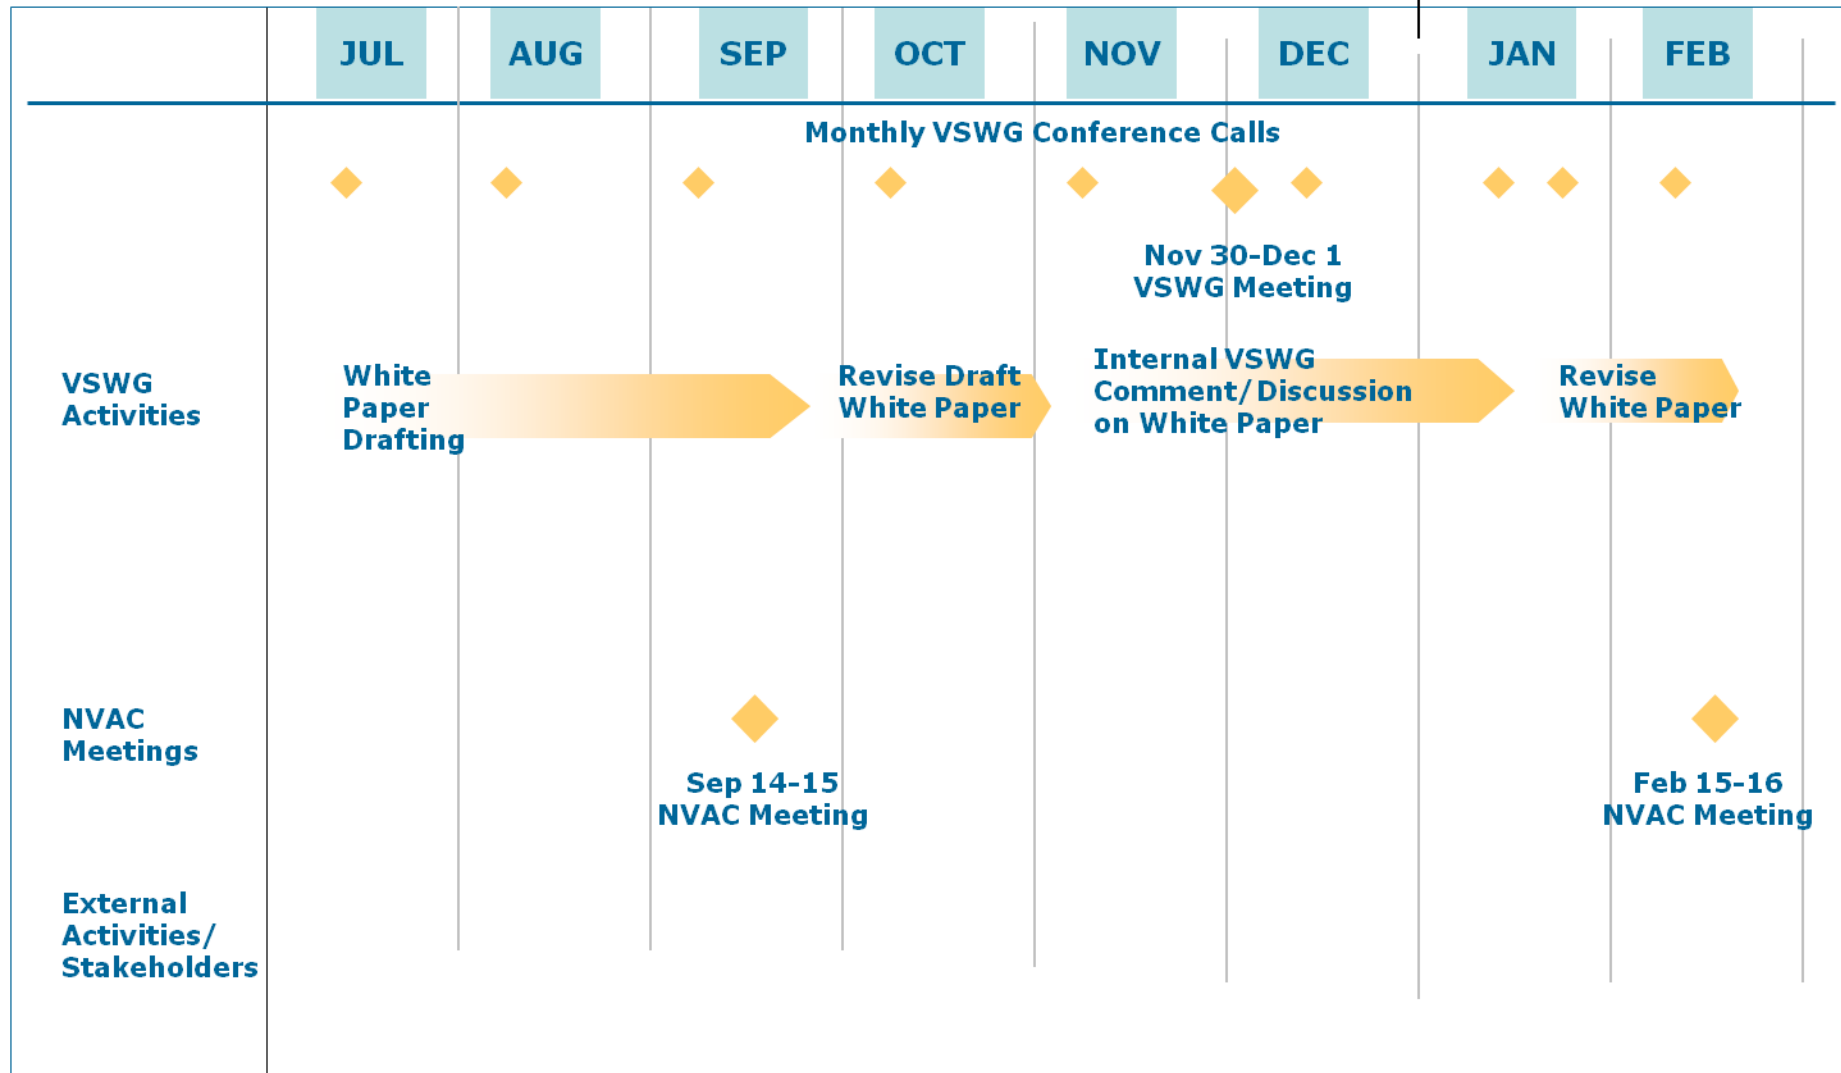 JUL AUG SEP OCT NOV DEC JAN FEB
Monthly VSWG Conference Calls
Nov 30-Dec 1
VSWG Meeting
VSWG
Activities
White
Paper
Drafting
Revise Draft
White Paper
Internal VSWG
Comment/Discussion
on White Paper
Revise
White Paper
NVAC
Meetings
Sep 14-15
NVAC Meeting
Feb 15-16
NVAC Meeting
External
Activities/
Stakeholders